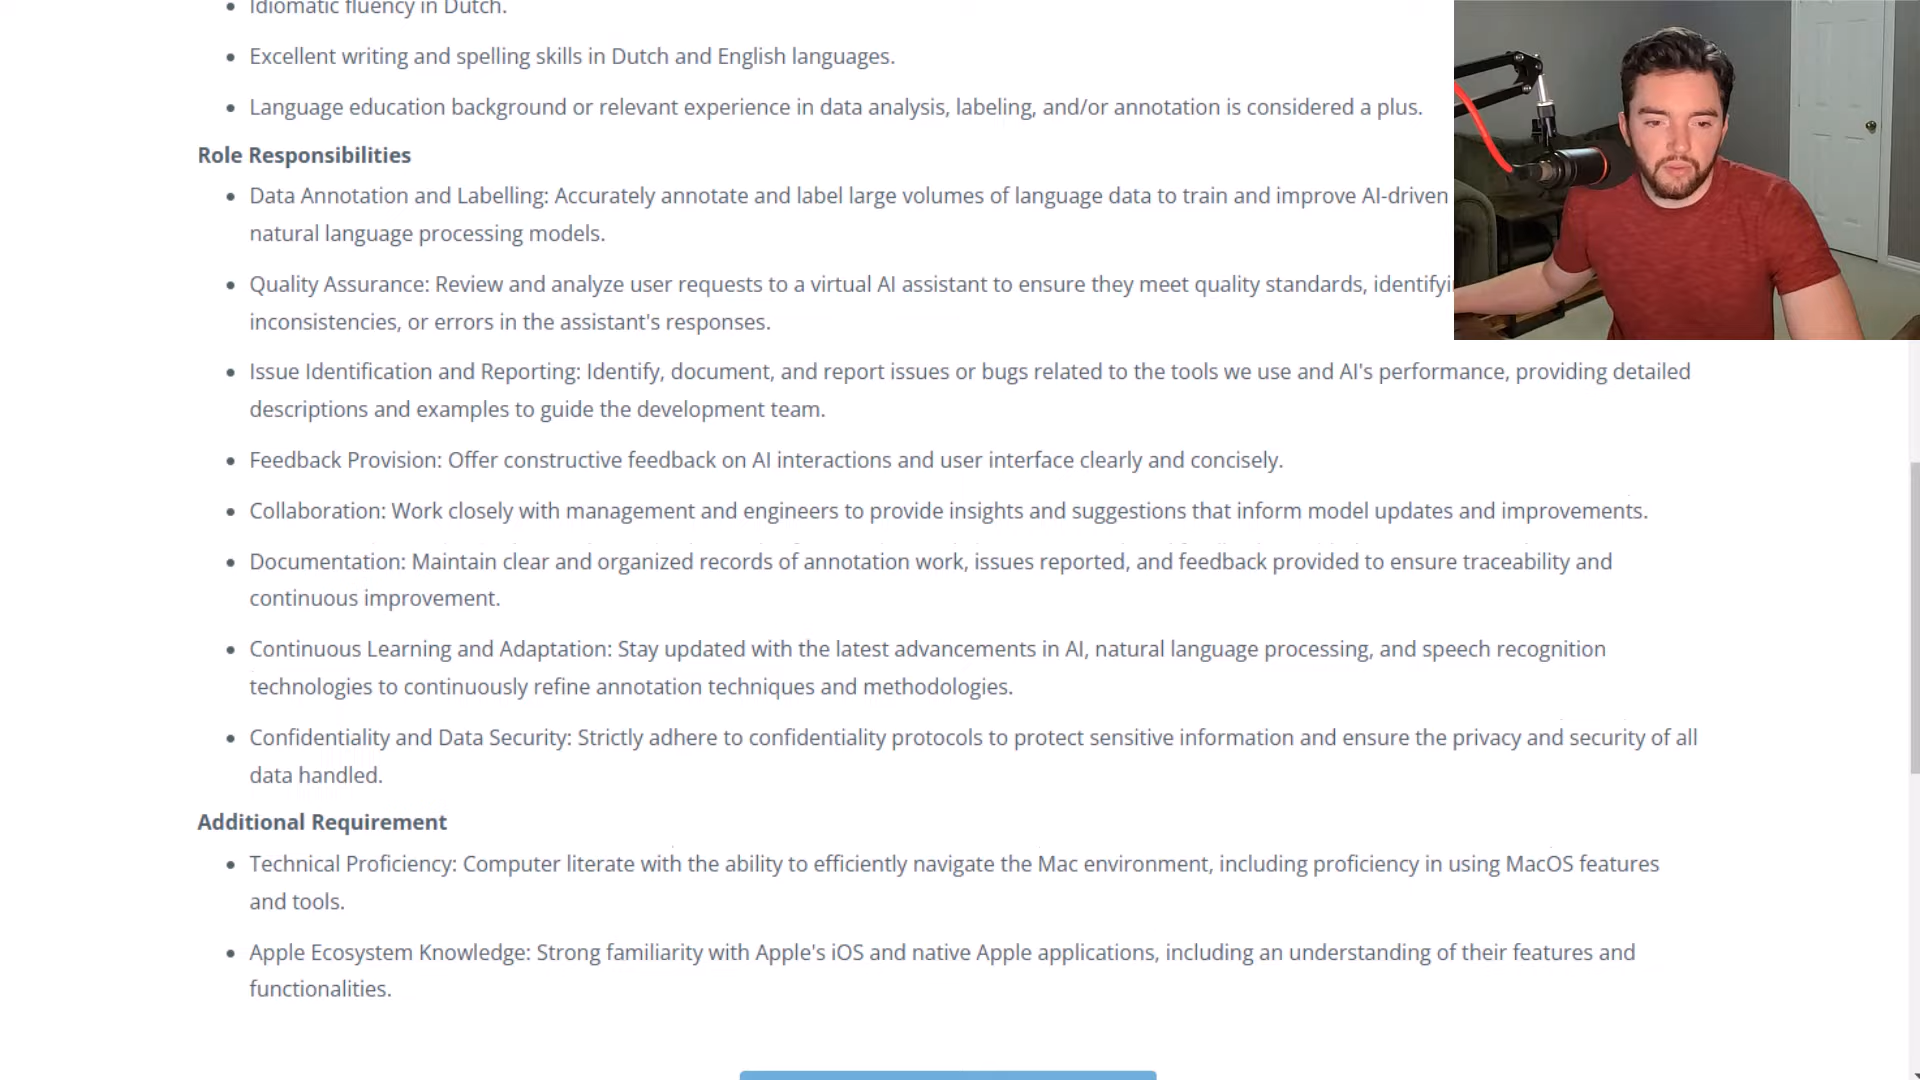 Idiomatic fluency in Dutch.
Excellent writing and spelling skills in Dutch and English languages.
Language education background or relevant experience in data analysis, labeling, and/or annotation is considered a plus.
Role Responsibilities
Data Annotation and Labelling: Accurately annotate and label large volumes of language data to train and improve AI-driven
natural language processing models.
Quality Assurance: Review and analyze user requests to a virtual AI assistant to ensure they meet quality standards,
inconsistencies, or errors in the assistant's responses.
Issue Identification and Reporting: Identify, document, and report issues or bugs related to the tools we use and AI's performance, providing detailed
descriptions and examples to guide the development team.
Feedback Provision: Offer constructive feedback on AI interactions and user interface clearly and concisely.
Collaboration: Work closely with management and engineers to provide insights and suggestions that inform model updates and improvements.
Documentation: Maintain clear and organized records of annotation work, issues reported, and feedback provided to ensure traceability and
continuous improvement.
Continuous Learning and Adaptation: Stay updated with the latest advancements in AI, natural language processing, and speech recognition
technologies to continuously refine annotation techniques and methodologies.
Confidentiality and Data Security: Strictly adhere to confidentiality protocols to protect sensitive information and ensure the privacy and security of all
data handled.
Additional Requirement
Technical Proficiency: Computer literate with the ability to efficiently navigate the Mac environment, including proficiency in using MacOS features
and tools.
Apple Ecosystem Knowledge: Strong familiarity with Apple's iOS and native Apple applications, including an understanding of their features and
functionalities.